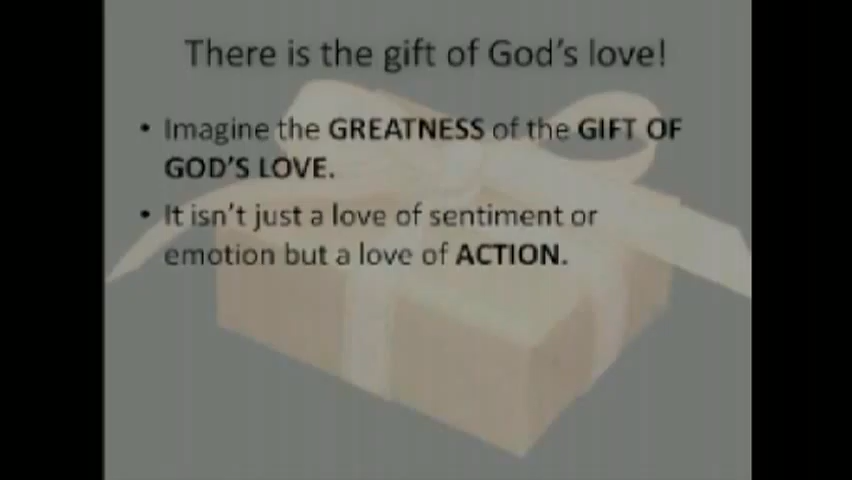 There is the gift of God's love!
• Imagine the GREATNESS of the GIFT OF
GOD'S LOVE.
• It isn't just a love of sentiment or
emotion but a love of ACTION.